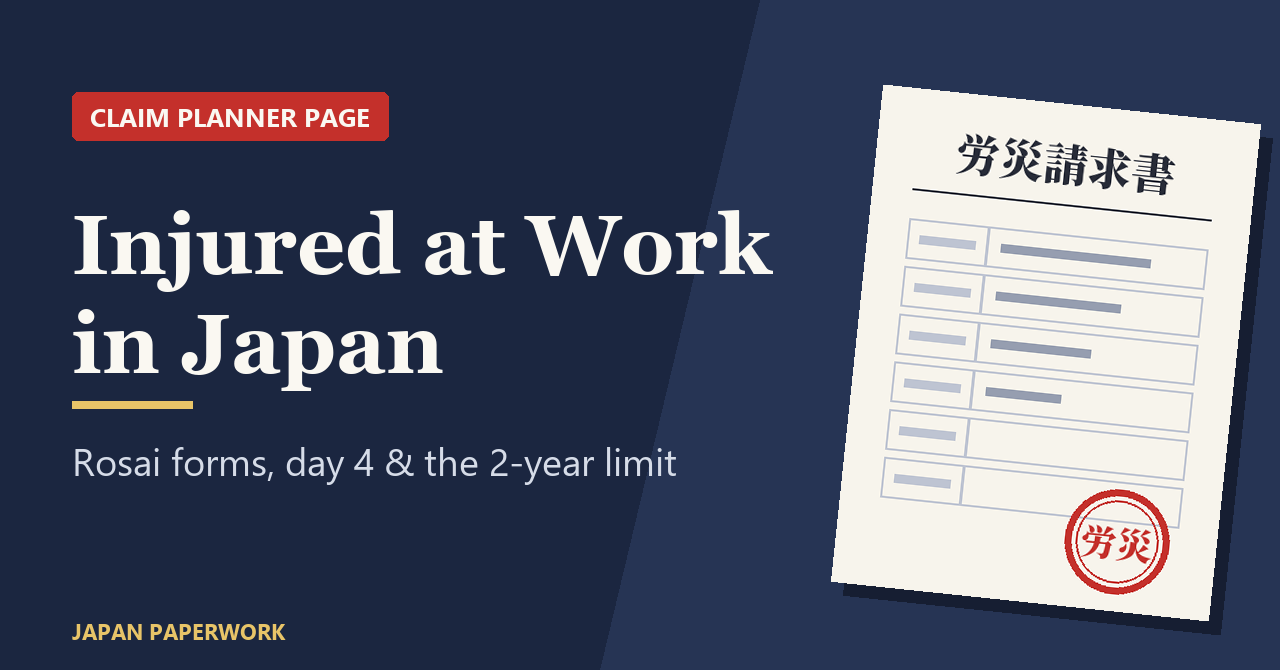 CLAIM PLANNER PAGE
Injured at Work
in Japan
Rosai forms, day 4 & the 2-year limit
JAPAN PAPERWORK
労災請求書
労災